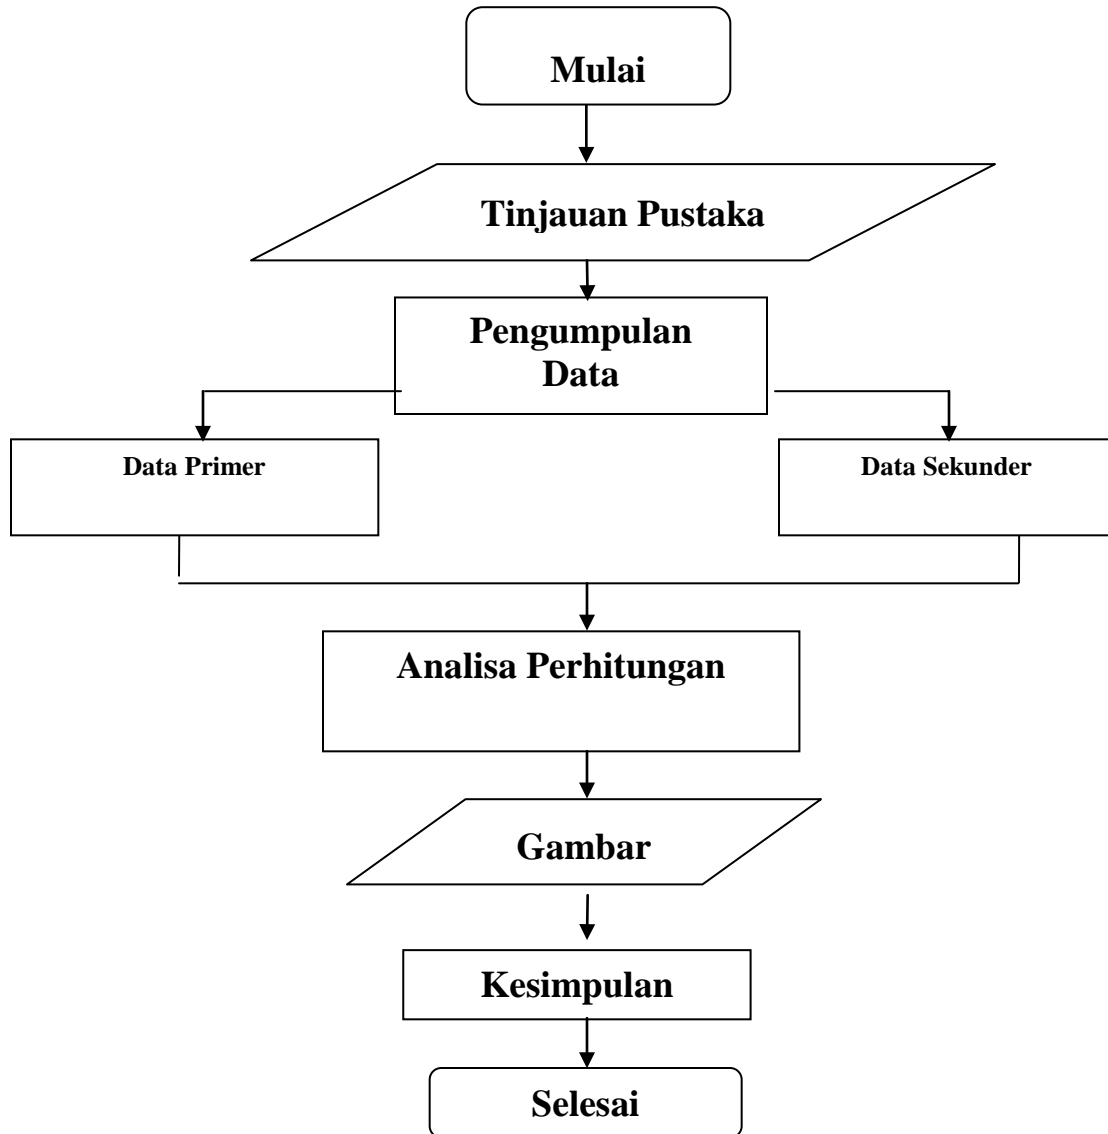 Mulai
Tinjauan Pustaka
Pengumpulan
Data
Data Primer
Data Sekunder
Analisa Perhitungan
Gambar
Kesimpulan
Selesai